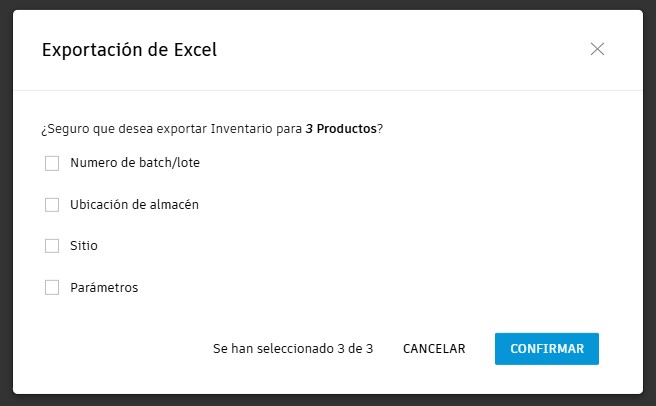 Exportación de Excel
¿Seguro que desea exportar Inventario para 3 Productos?
Numero de batch/lote
Ubicación de almacén
Sitio
Parámetros
Se han seleccionado 3 de 3 CANCELAR CONFIRMAR